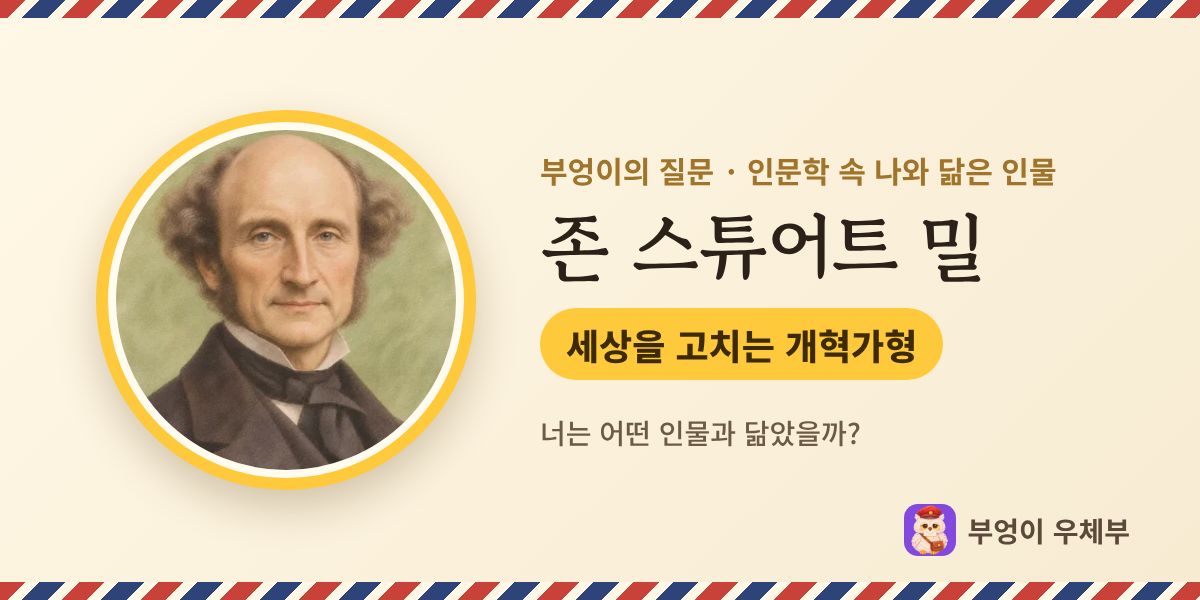 부엉이의 질문 · 인문학 속 나와 닮은 인물
존 스튜어트 밀
세상을 고치는 개혁가형
너는 어떤 인물과 닮았을까?
부엉이 우체부